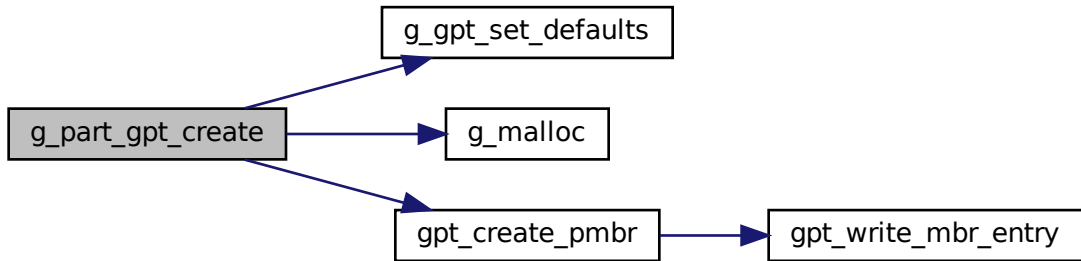 g_gpt_set_defaults
g_part_gpt_create
g_malloc
gpt_create_pmbr
gpt_write_mbr_entry